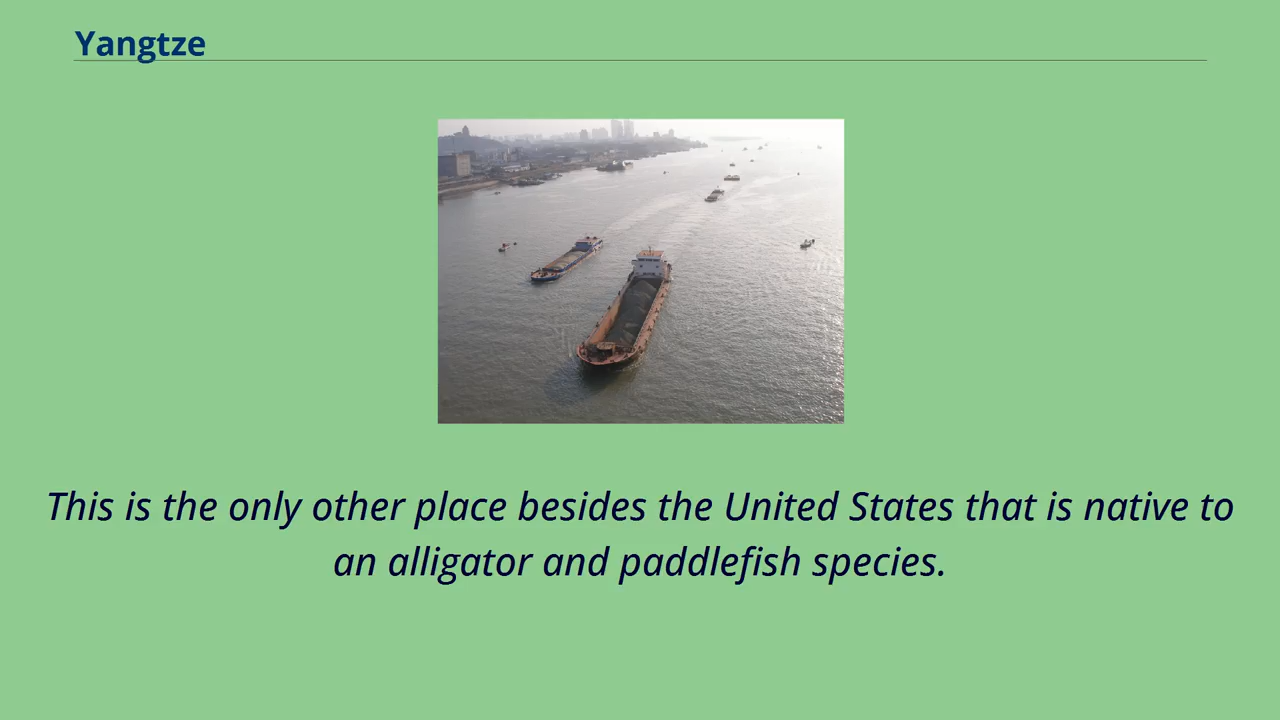 Yangtze
This is the only other place besides the United States that is native to
an alligator and paddlefish species.